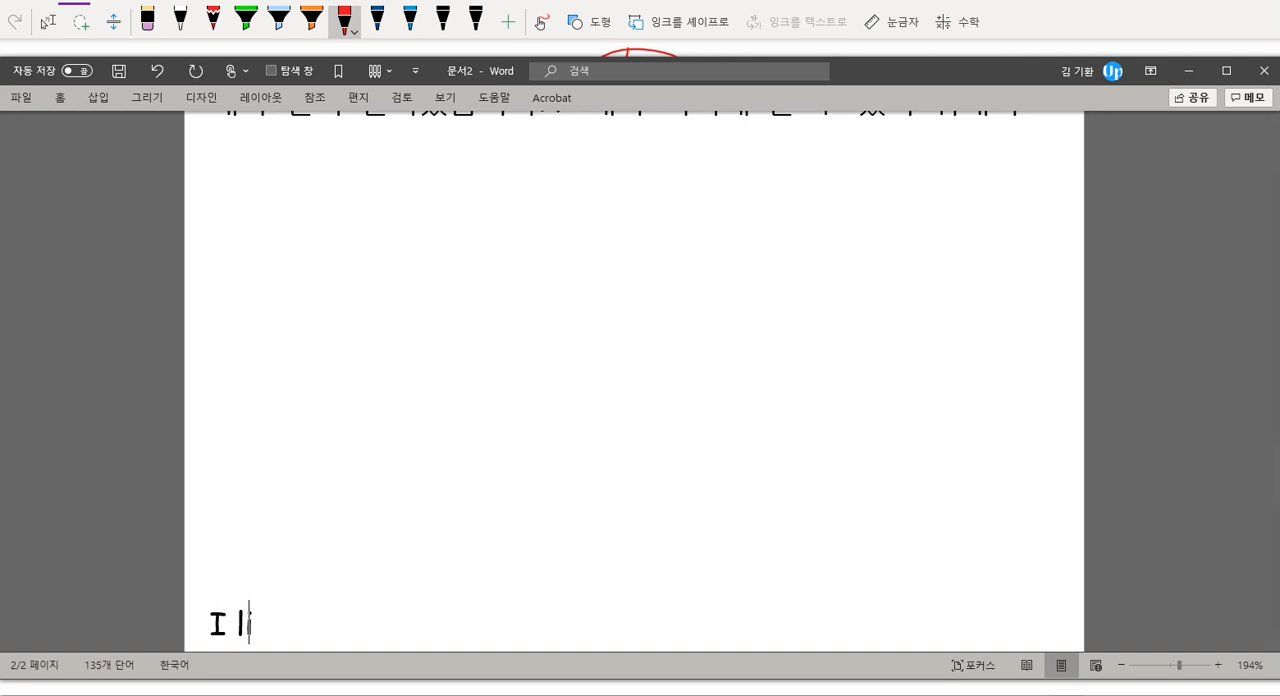 도형 잉크를 셰이프로 잉크를 텍스트로 눈금자 수학
자동 저장 끔 탐색 창 문서2 - Word 검색 김 기환 Up
파일 홈 삽입 그리기 디자인 레이아웃 참조 편지 검토 보기 도움말 Acrobat 공유 메모
I li
2/2 페이지 135개 단어 한국어 포커스 194%